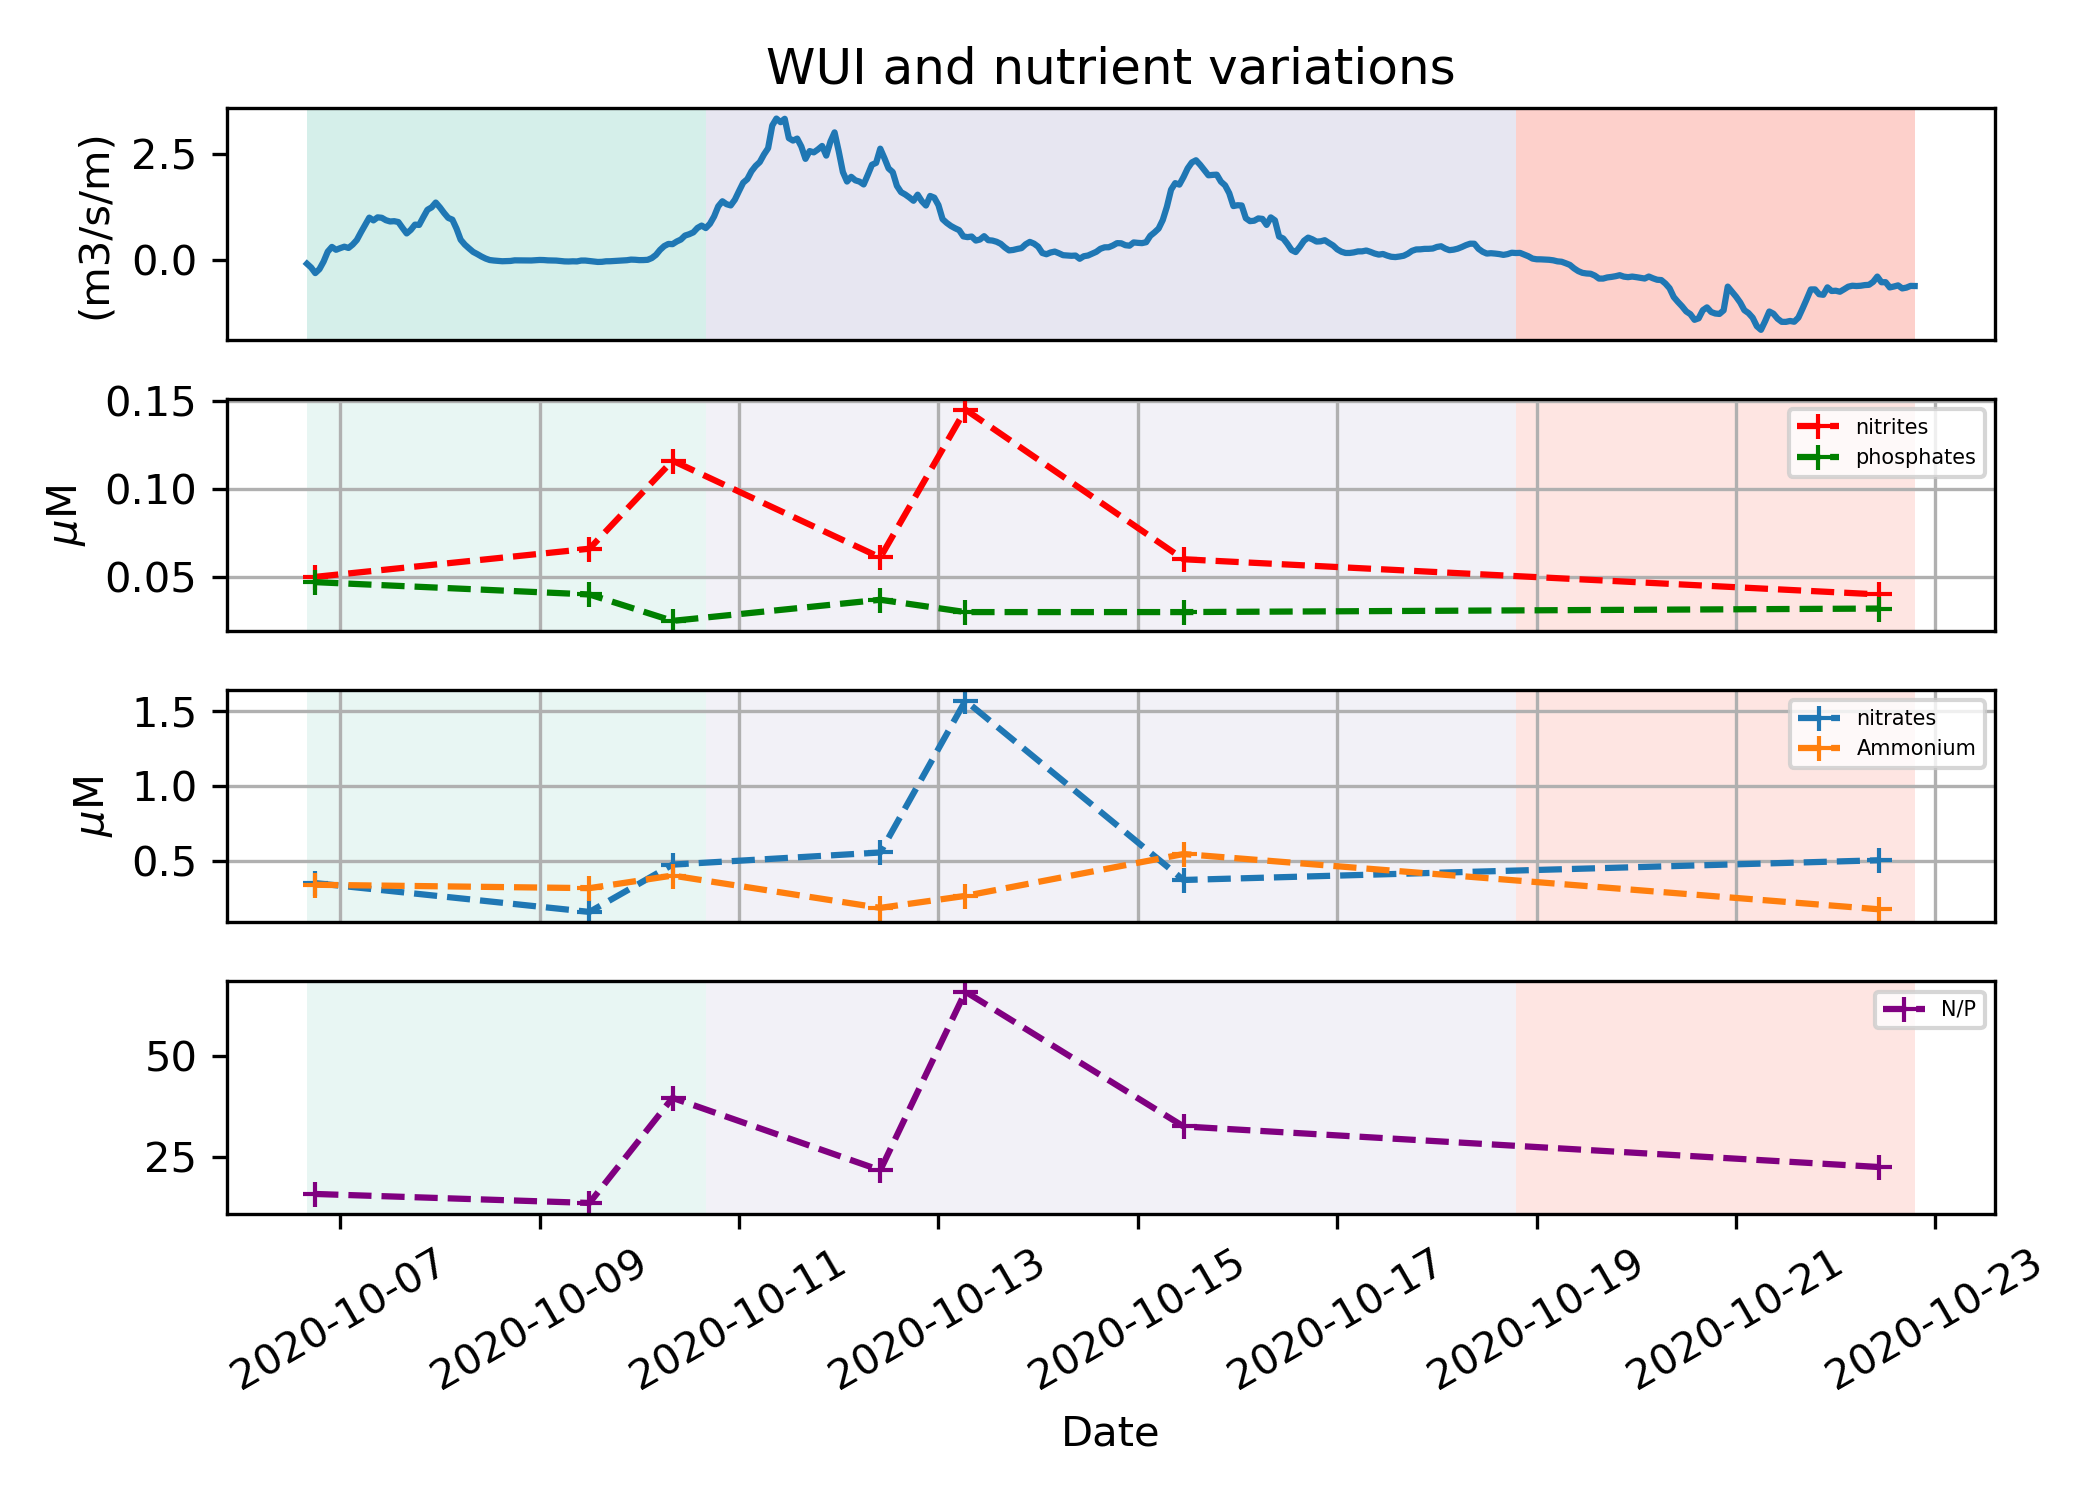 WUI and nutrient variations
(m3/s/m)
2.5
0.0
μM
0.15
0.10
0.05
nitrites
phosphates
μM
1.5
1.0
0.5
nitrates
Ammonium
50
25
N/P
2020-10-07
2020-10-09
2020-10-11
2020-10-13
2020-10-15
2020-10-17
2020-10-19
2020-10-21
2020-10-23
Date